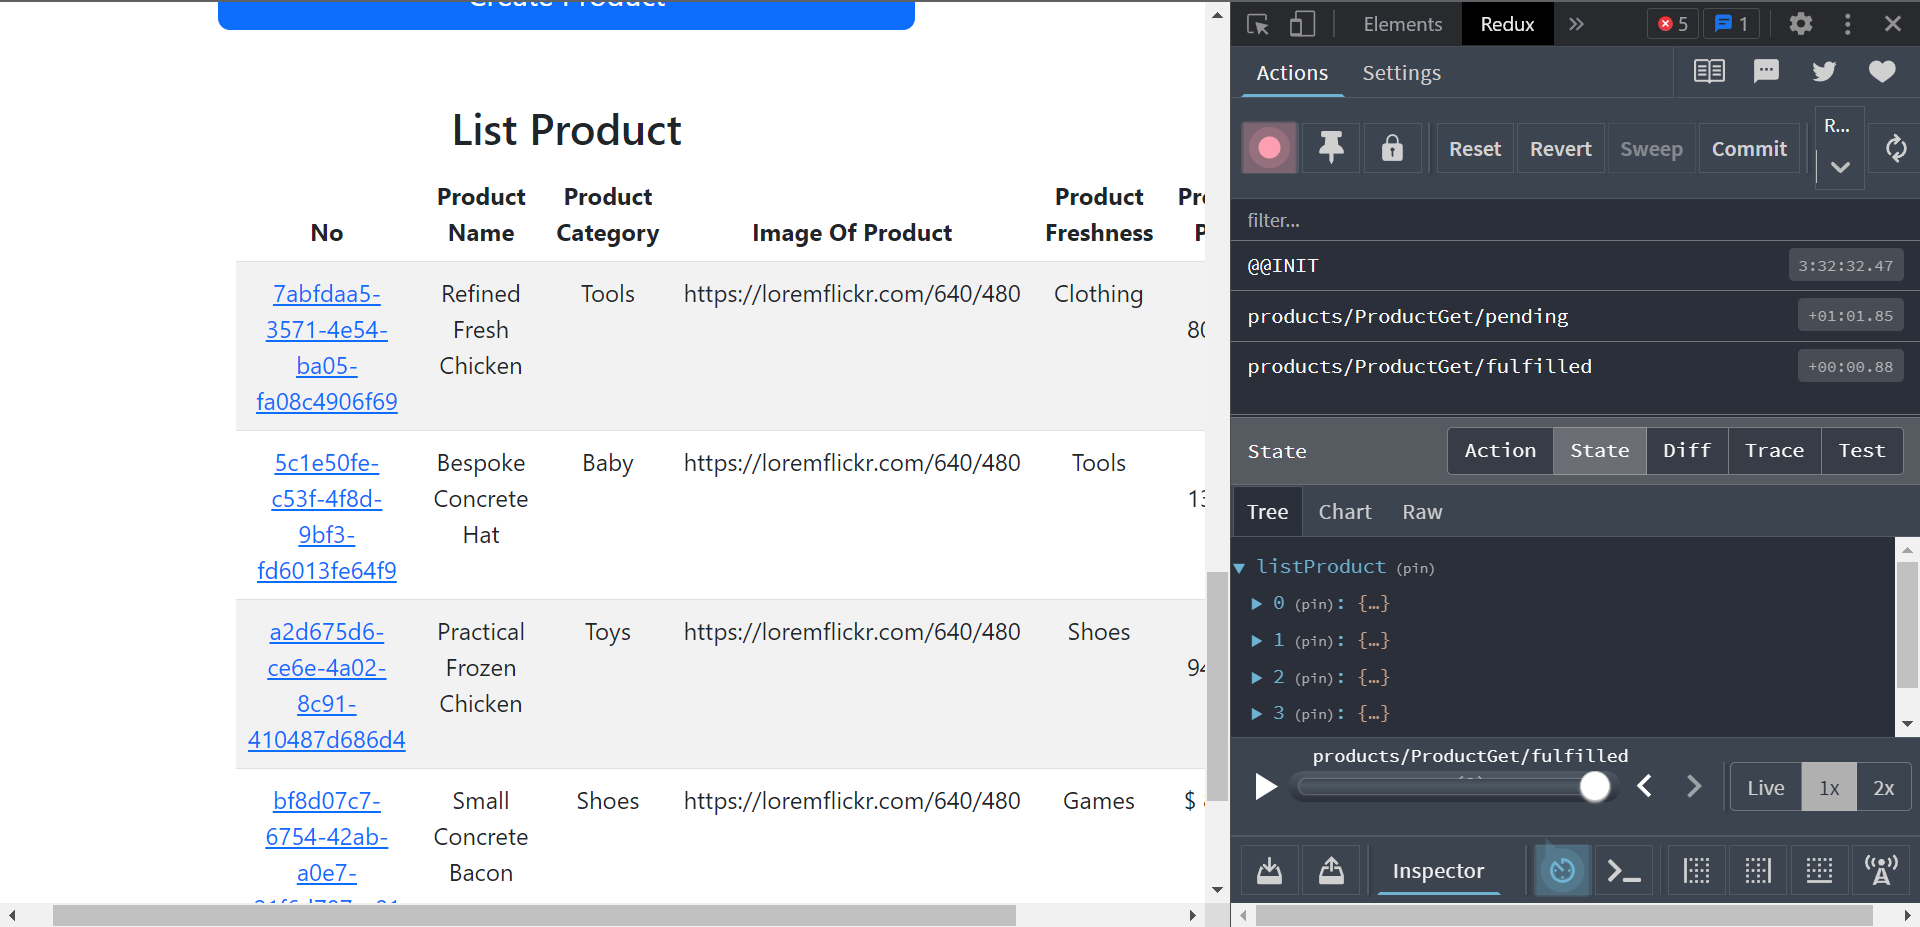 Create Product
List Product
No
Product Name
Product Category
Image Of Product
Product Freshness
7abfdaa5-
3571-4e54-
ba05-
fa08c4906f69
Refined
Fresh
Chicken
Tools
https://loremflickr.com/640/480
Clothing
80
5c1e50fe-
c53f-4f8d-
9bf3-
fd6013fe64f9
Bespoke
Concrete
Hat
Baby
https://loremflickr.com/640/480
Tools
13
a2d675d6-
ce6e-4a02-
8c91-
410487d686d4
Practical
Frozen
Chicken
Toys
https://loremflickr.com/640/480
Shoes
94
bf8d07c7-
6754-42ab-
a0e7-
Small
Concrete
Bacon
Shoes
https://loremflickr.com/640/480
Games
$
Elements
Redux
»
5
1
Actions
Settings
Reset
Revert
Sweep
Commit
R...
filter...
@@INIT
3:32:32.47
products/ProductGet/pending
+01:01.85
products/ProductGet/fulfilled
+00:00.88
State
Action
State
Diff
Trace
Test
Tree
Chart
Raw
listProduct (pin)
0 (pin): {…}
1 (pin): {…}
2 (pin): {…}
3 (pin): {…}
products/ProductGet/fulfilled
Live
1x
2x
Inspector